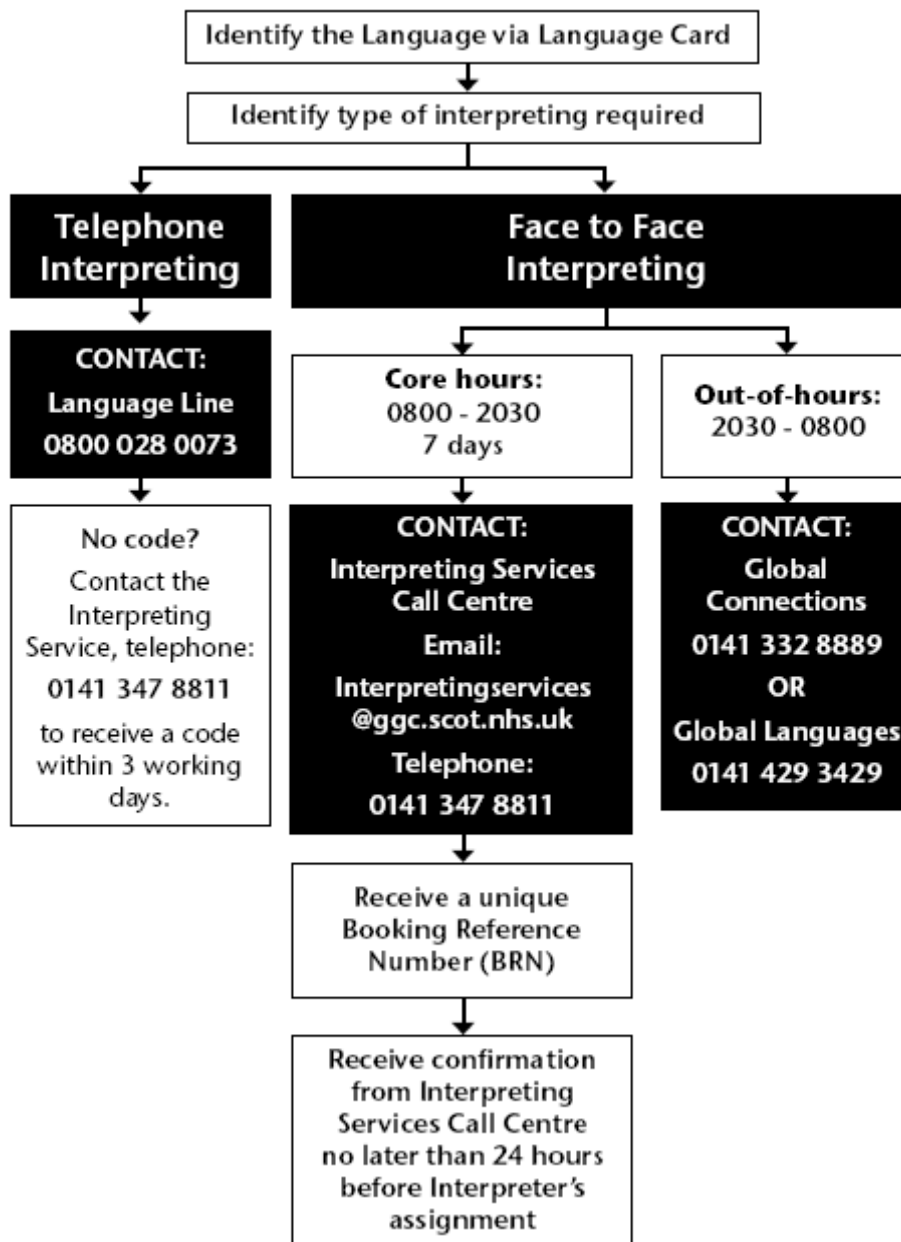 Identify the Language via Language Card
Identify type of interpreting required
Telephone
Interpreting
CONTACT:
Language Line
0800 028 0073
No code?
Contact the
Interpreting
Service, telephone:
0141 347 8811
to receive a code
within 3 working
days.
Face to Face
Interpreting
Core hours:
0800 - 2030
7 days
CONTACT:
Interpreting Services
Call Centre
Email:
Interpretingservices
@ggc.scot.nhs.uk
Telephone:
0141 347 8811
Receive a unique
Booking Reference
Number (BRN)
Receive confirmation
from Interpreting
Services Call Centre
no later than 24 hours
before Interpreter's
assignment
Out-of-hours:
2030 - 0800
CONTACT:
Global
Connections
0141 332 8889
OR
Global Languages
0141 429 3429